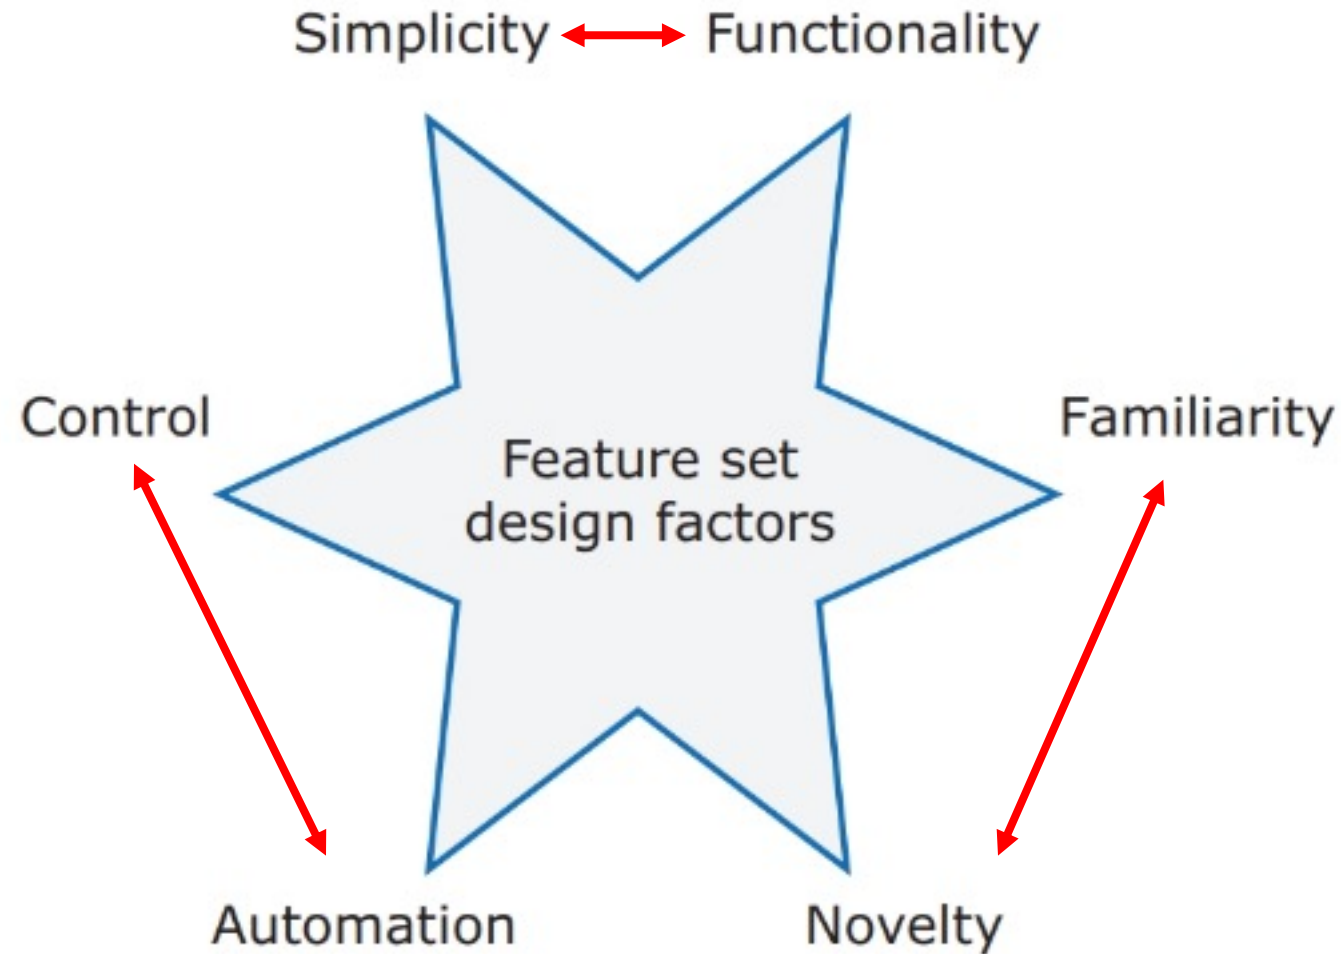 Simplicity
Functionality
Control
Familiarity
Feature set
design factors
Automation
Novelty